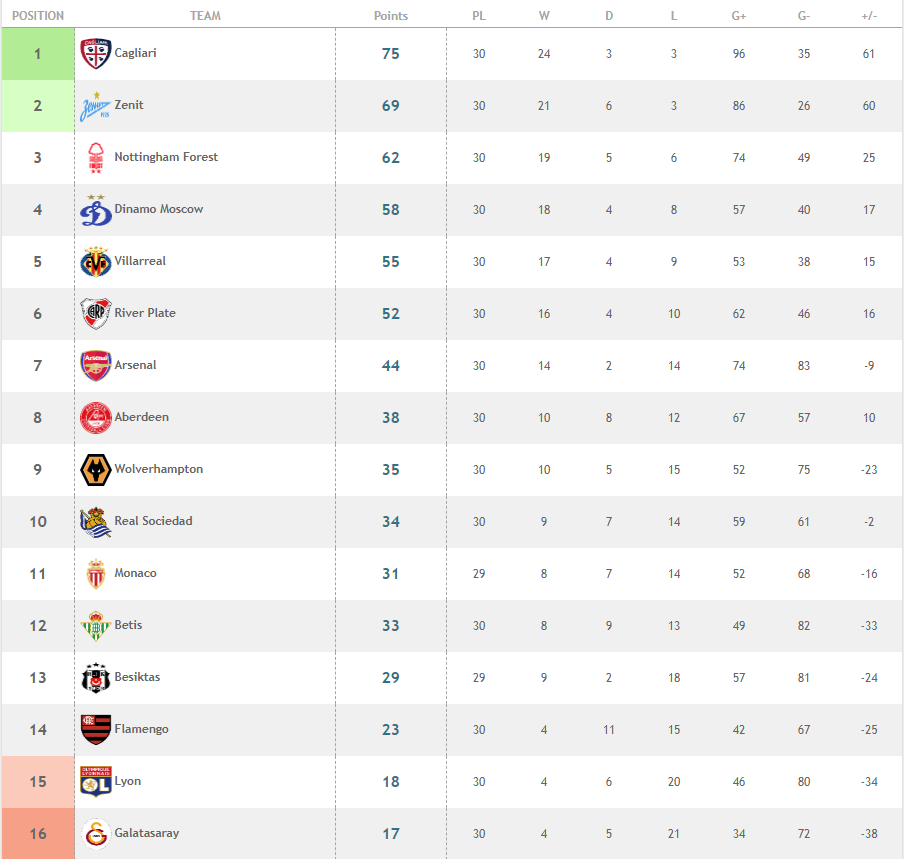 POSITION TEAM Points PL W D L G+ G- +/-
1 Cagliari 75 30 24 3 3 96 35 61
2 Zenit 69 30 21 6 3 86 26 60
3 Nottingham Forest 62 30 19 5 6 74 49 25
4 Dinamo Moscow 58 30 18 4 8 57 40 17
5 Villarreal 55 30 17 4 9 53 38 15
6 River Plate 52 30 16 4 10 62 46 16
7 Arsenal 44 30 14 2 14 74 83 -9
8 Aberdeen 38 30 10 8 12 67 57 10
9 Wolverhampton 35 30 10 5 15 52 75 -23
10 Real Sociedad 34 30 9 7 14 59 61 -2
11 Monaco 31 29 8 7 14 52 68 -16
12 Betis 33 30 8 9 13 49 82 -33
13 Besiktas 29 29 9 2 18 57 81 -24
14 Flamengo 23 30 4 11 15 42 67 -25
15 Lyon 18 30 4 6 20 46 80 -34
16 Galatasaray 17 30 4 5 21 34 72 -38